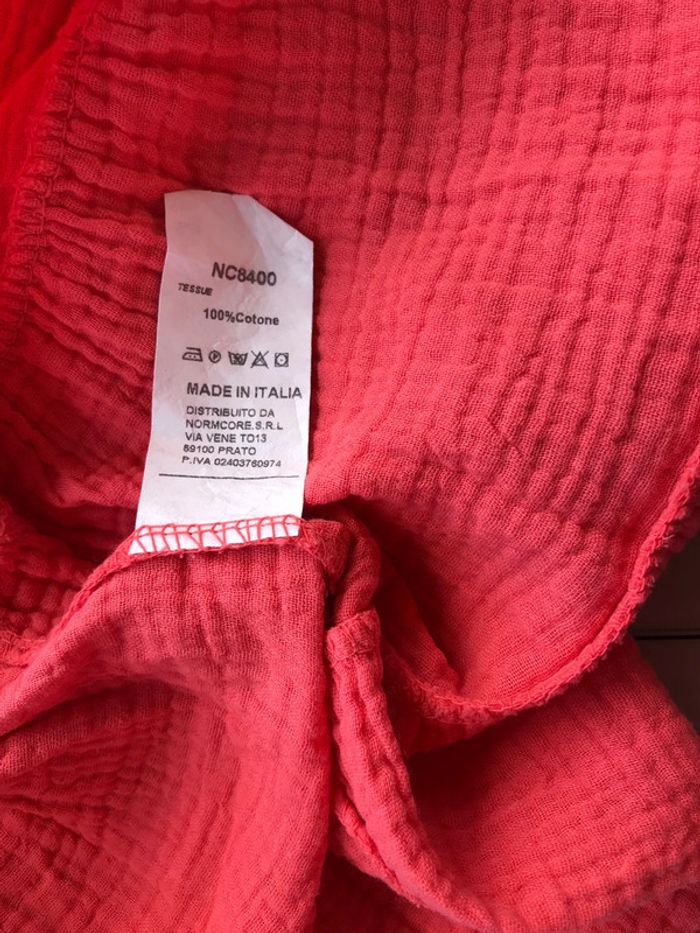 NC8400
TESSUE
100%Cotone
MADE IN ITALIA
DISTRIBUITO DA
NORMCORE.S.R.L
VIA VENE TO13
59100 PRATO
P.IVA 02403760974